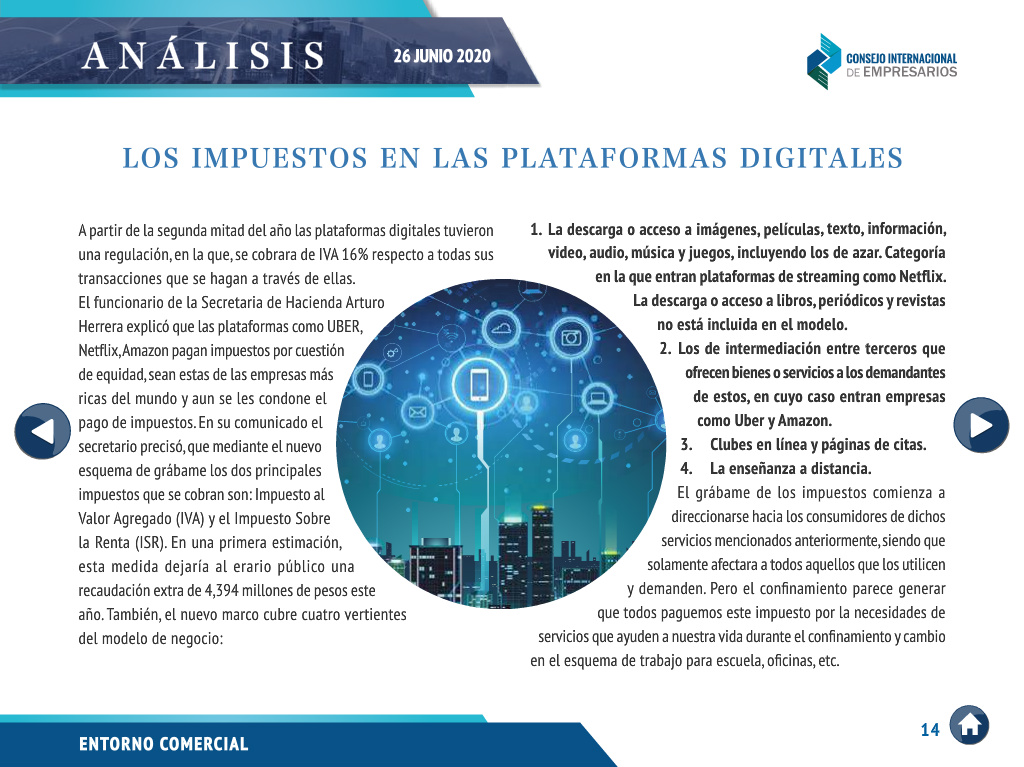 ANÁLISIS
26 JUNIO 2020
CONSEJO INTERNACIONAL
DE EMPRESARIOS
LOS IMPUESTOS EN LAS PLATAFORMAS DIGITALES
A partir de la segunda mitad del año las plataformas digitales tuvieron
una regulación, en la que, se cobrara de IVA 16% respecto a todas sus
transacciones que se hagan a través de ellas.
El funcionario de la Secretaria de Hacienda Arturo
Herrera explicó que las plataformas como UBER,
Netflix, Amazon pagan impuestos por cuestión
de equidad, sean estas de las empresas más
ricas del mundo y aun se les condone el
pago de impuestos. En su comunicado el
secretario precisó, que mediante el nuevo
esquema de grábame los dos principales
impuestos que se cobran son: Impuesto al
Valor Agregado (IVA) y el Impuesto Sobre
la Renta (ISR). En una primera estimación,
esta medida dejaría al erario público una
recaudación extra de 4,394 millones de pesos este
año. También, el nuevo marco cubre cuatro vertientes
del modelo de negocio:
1. La descarga o acceso a imágenes, películas, texto, información,
video, audio, música y juegos, incluyendo los de azar. Categoría
en la que entran plataformas de streaming como Netflix.
La descarga o acceso a libros, periódicos y revistas
no está incluida en el modelo.
2. Los de intermediación entre terceros que
ofrecen bienes o servicios a los demandantes
de estos, en cuyo caso entran empresas
como Uber y Amazon.
3. Clubes en línea y páginas de citas.
4. La enseñanza a distancia.
El grábame de los impuestos comienza a
direccionarse hacia los consumidores de dichos
servicios mencionados anteriormente, siendo que
solamente afectara a todos aquellos que los utilicen
y demanden. Pero el confinamiento parece generar
que todos paguemos este impuesto por la necesidades de
servicios que ayuden a nuestra vida durante el confinamiento y cambio
en el esquema de trabajo para escuela, oficinas, etc.
ENTORNO COMERCIAL
14